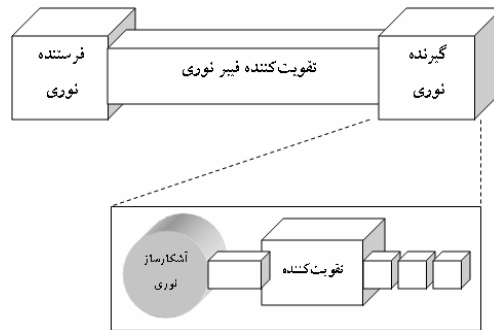 فرستنده
نوری
تقویت‌کننده فیبر نوری
گیرنده
نوری
آشکارساز
نوری
تقویت‌کننده